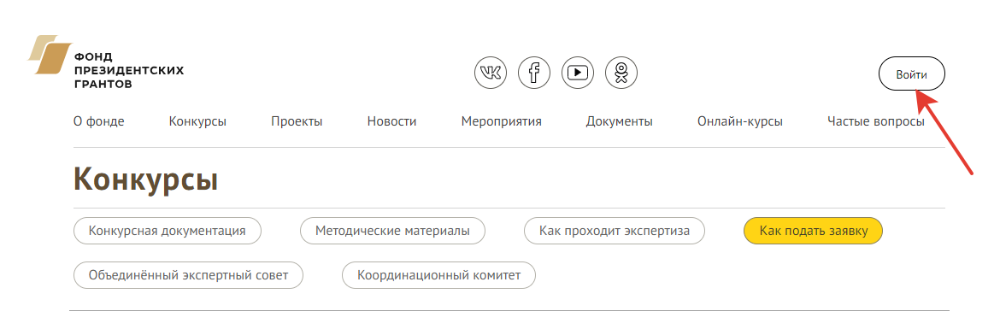 ФОНД
ПРЕЗИДЕНТСКИХ
ГРАНТОВ
Войти
О фонде Конкурсы Проекты Новости Мероприятия Документы Онлайн-курсы Частые вопросы
Конкурсы
Конкурсная документация Методические материалы Как проходит экспертиза Как подать заявку
Объединённый экспертный совет Координационный комитет